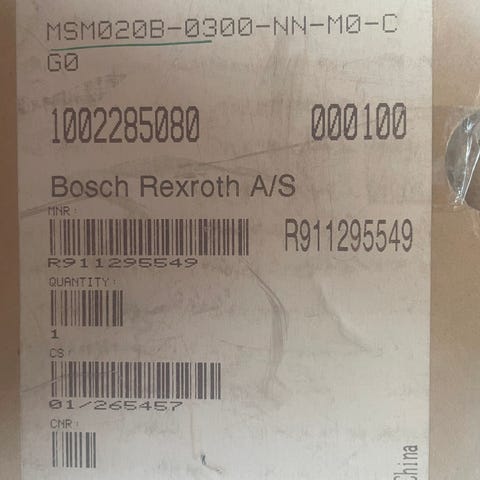 MSM020B-0300-NN-M0-C
G0
1002285080 000100
Bosch Rexroth A/S
MNR:
R911295549
R911295549
QUANTITY:
1
CS:
01/265457
CNR:
China